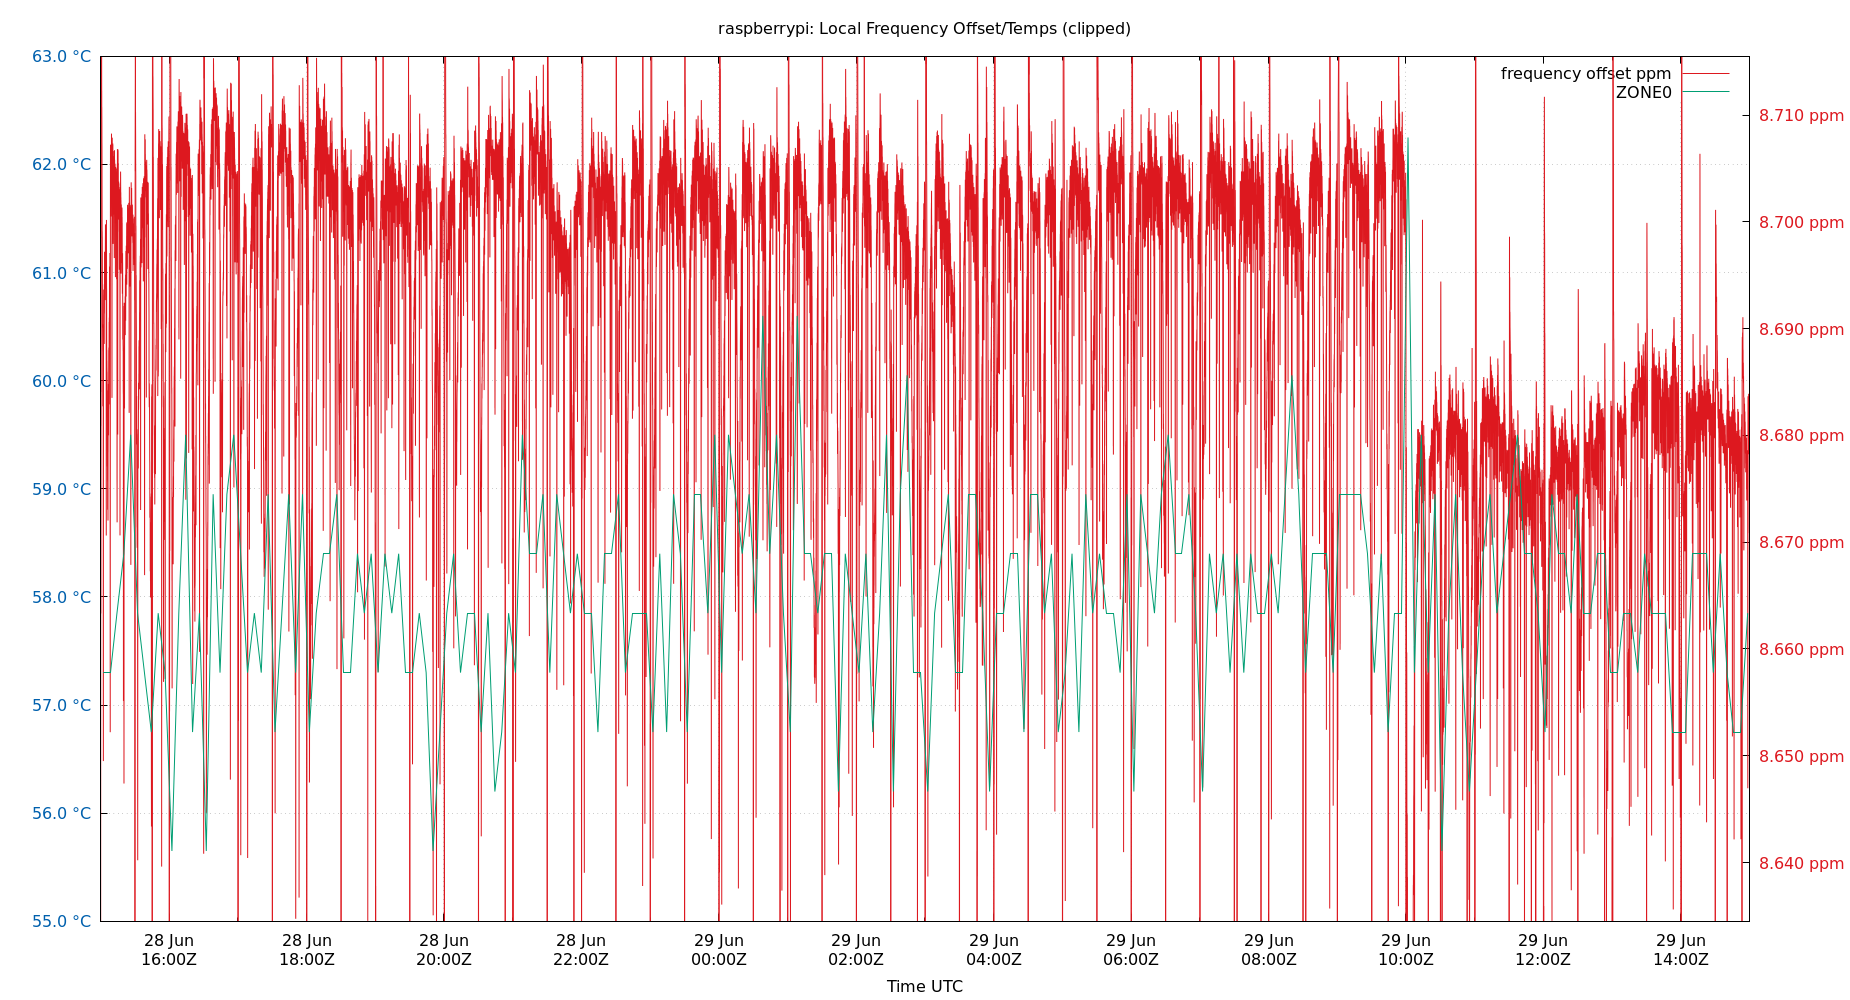 raspberrypi: Local Frequency Offset/Temps (clipped)
63.0 °C
62.0 °C
61.0 °C
60.0 °C
59.0 °C
58.0 °C
57.0 °C
56.0 °C
55.0 °C
frequency offset ppm
ZONE0
8.710 ppm
8.700 ppm
8.690 ppm
8.680 ppm
8.670 ppm
8.660 ppm
8.650 ppm
8.640 ppm
28 Jun
16:00Z
28 Jun
18:00Z
28 Jun
20:00Z
28 Jun
22:00Z
29 Jun
00:00Z
29 Jun
02:00Z
29 Jun
04:00Z
29 Jun
06:00Z
29 Jun
08:00Z
29 Jun
10:00Z
29 Jun
12:00Z
29 Jun
14:00Z
Time UTC